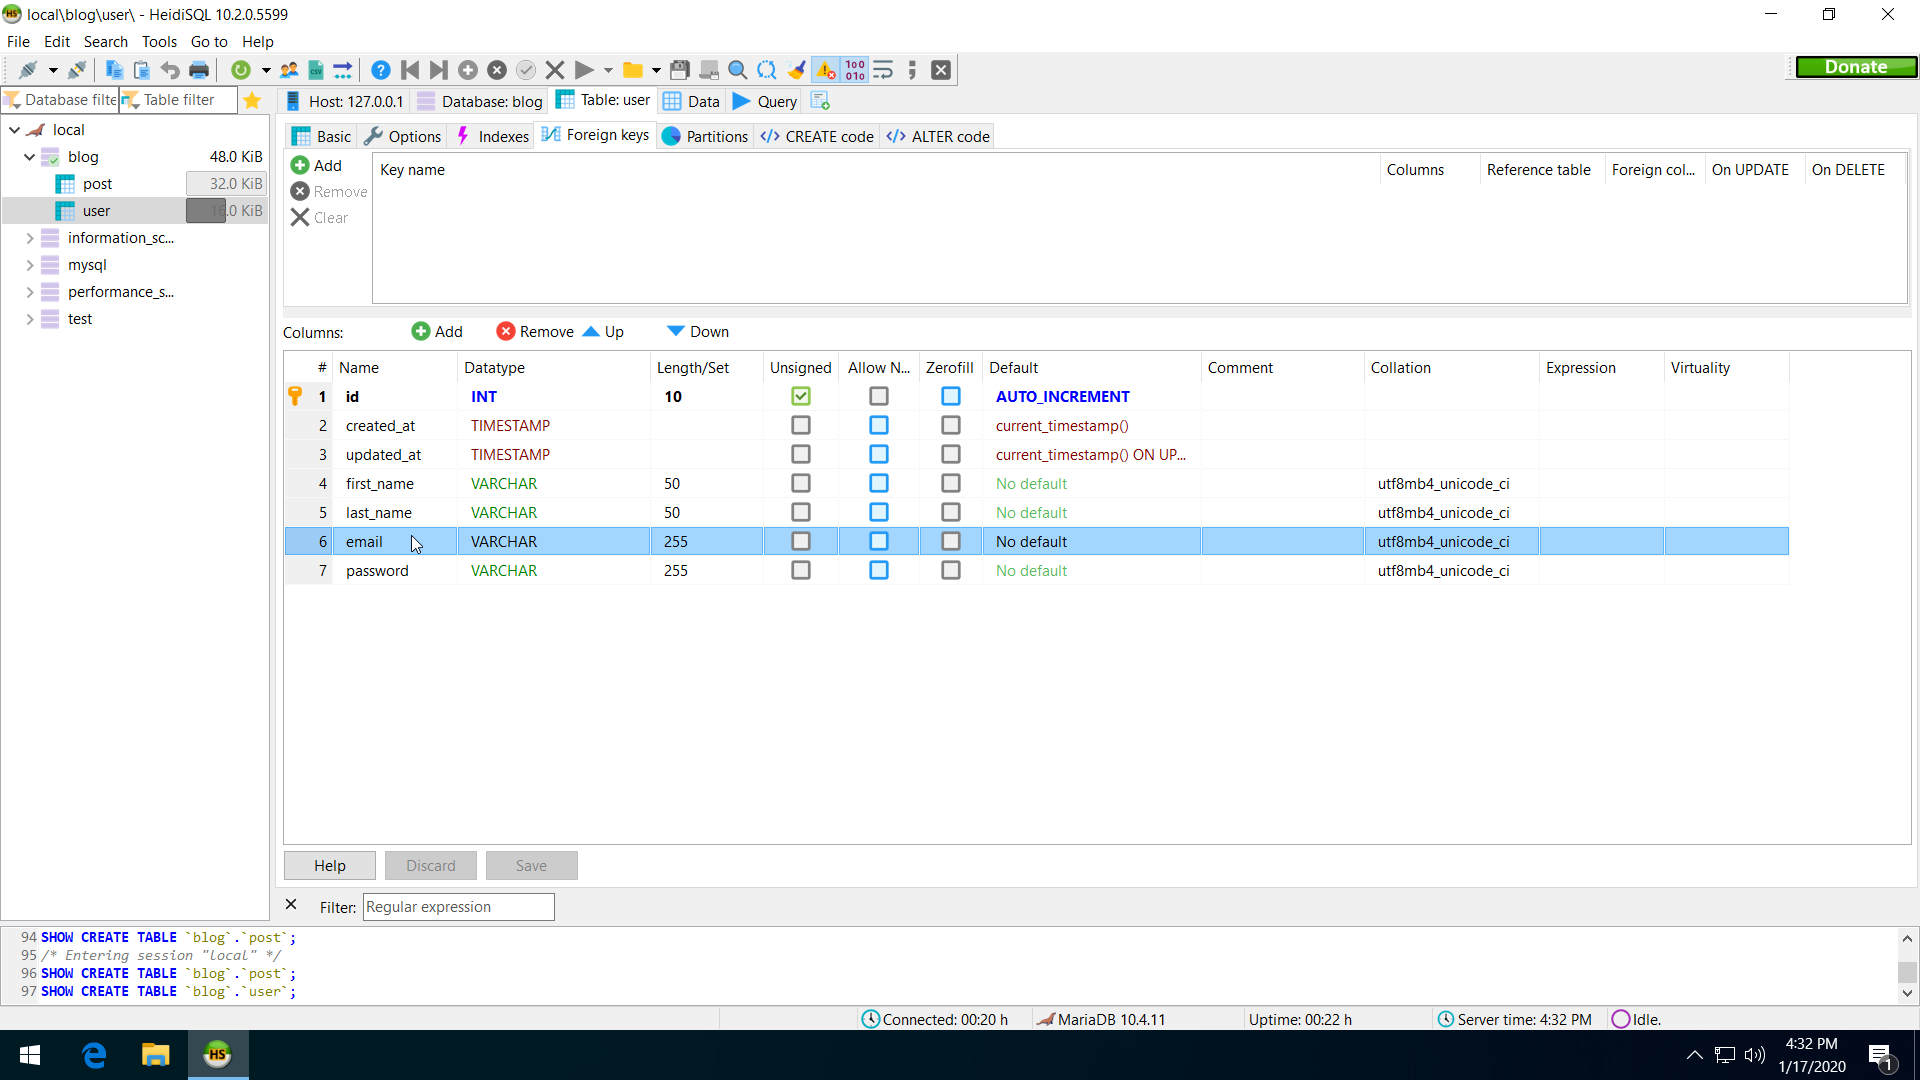 local\blog\user\ - HeidiSQL 10.2.0.5599
File Edit Search Tools Go to Help
Donate
Database filte Table filter Host: 127.0.0.1 Database: blog Table: user Data Query
local
blog 48.0 KiB
post 32.0 KiB
user 16.0 KiB
information_sc...
mysql
performance_s...
test
Basic Options Indexes Foreign keys Partitions CREATE code ALTER code
Add
Remove
Clear
Key name Columns Reference table Foreign col... On UPDATE On DELETE
Columns: Add Remove Up Down
# Name Datatype Length/Set Unsigned Allow N... Zerofill Default Comment Collation Expression Virtuality
1 id INT 10 AUTO_INCREMENT
2 created_at TIMESTAMP current_timestamp()
3 updated_at TIMESTAMP current_timestamp() ON UP...
4 first_name VARCHAR 50 No default utf8mb4_unicode_ci
5 last_name VARCHAR 50 No default utf8mb4_unicode_ci
6 email VARCHAR 255 No default utf8mb4_unicode_ci
7 password VARCHAR 255 No default utf8mb4_unicode_ci
Help Discard Save
Filter: Regular expression
94 SHOW CREATE TABLE `blog`.`post`;
95 /* Entering session "local" */
96 SHOW CREATE TABLE `blog`.`post`;
97 SHOW CREATE TABLE `blog`.`user`;
Connected: 00:20 h MariaDB 10.4.11 Uptime: 00:22 h Server time: 4:32 PM Idle.
4:32 PM
1/17/2020
1